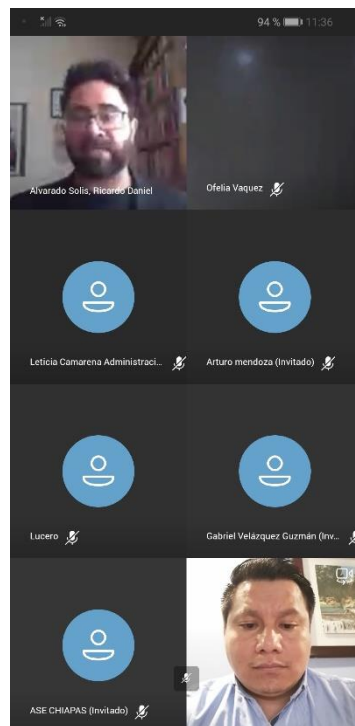 94 % 11:36
Alvarado Solis, Ricardo Daniel
Ofelia Vaquez
Leticia Camarena Administraci...
Arturo mendoza (Invitado)
Lucero
Gabriel Velázquez Guzmán (Inv...
ASE CHIAPAS (Invitado)